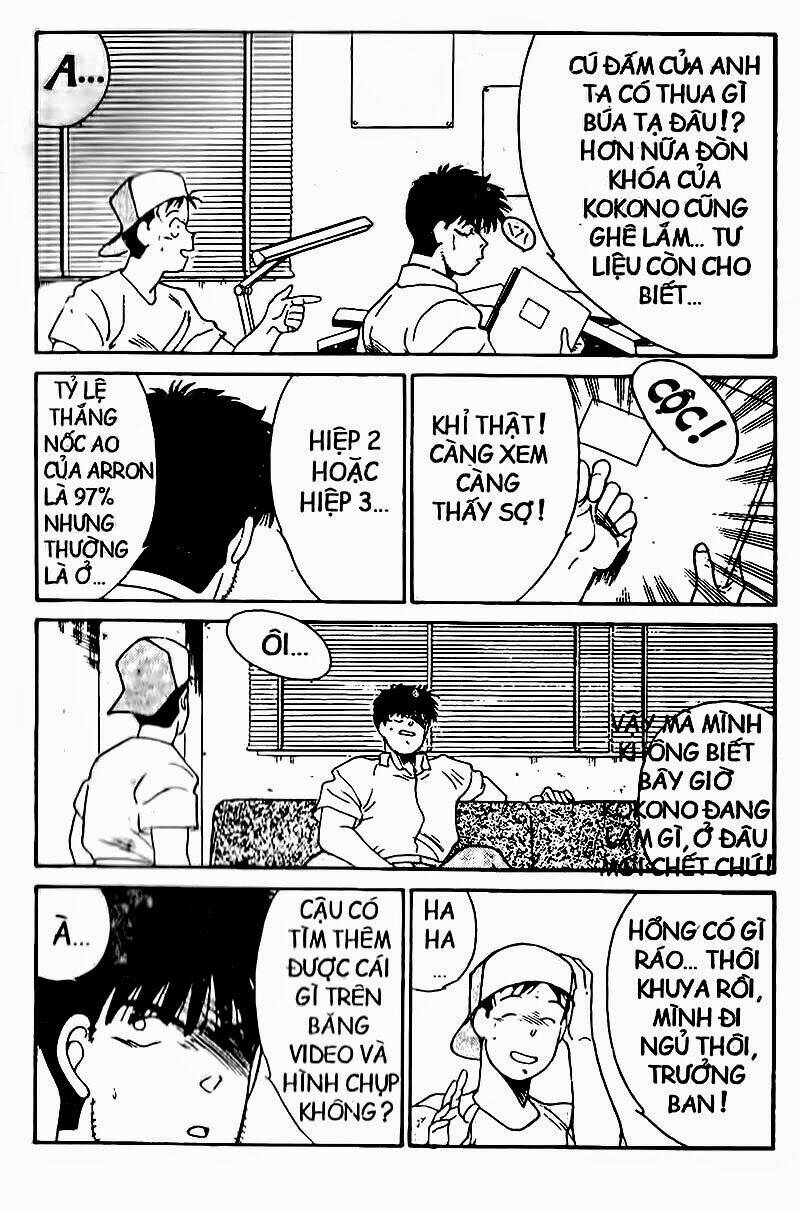 A...
CÚ ĐẤM CỦA ANH
TA CÓ THUA GÌ
BÚA TẠ ĐÂU!?
HƠN NỮA ĐÒN
KHÓA CỦA
KOKONO CŨNG
GHÊ LẮM... TƯ
LIỆU CÒN CHO
BIẾT...
TỶ LỆ
THẮNG
NỐC AO
CỦA ARRON
LÀ 97%
NHƯNG
THƯỜNG
LÀ Ở...
HIỆP 2
HOẶC
HIỆP 3...
KHỈ THẬT!
CÀNG XEM
CÀNG
THẤY SỢ!
CỘC!
ÔI...
VẬY MÀ MÌNH
KHÔNG BIẾT
BÂY GIỜ
KOKONO ĐANG
LÀM GÌ, Ở ĐÂU
MỚI CHẾT CHỨ!
À...
CẬU CÓ
TÌM THÊM
ĐƯỢC CÁI
GÌ TRÊN
BĂNG
VIDEO VÀ
HÌNH CHỤP
KHÔNG?
HA
HA
...
HỔNG CÓ GÌ
RÁO... THÔI
KHUYA RỒI,
MÌNH ĐI
NGỦ THÔI,
TRƯỞNG
BAN!